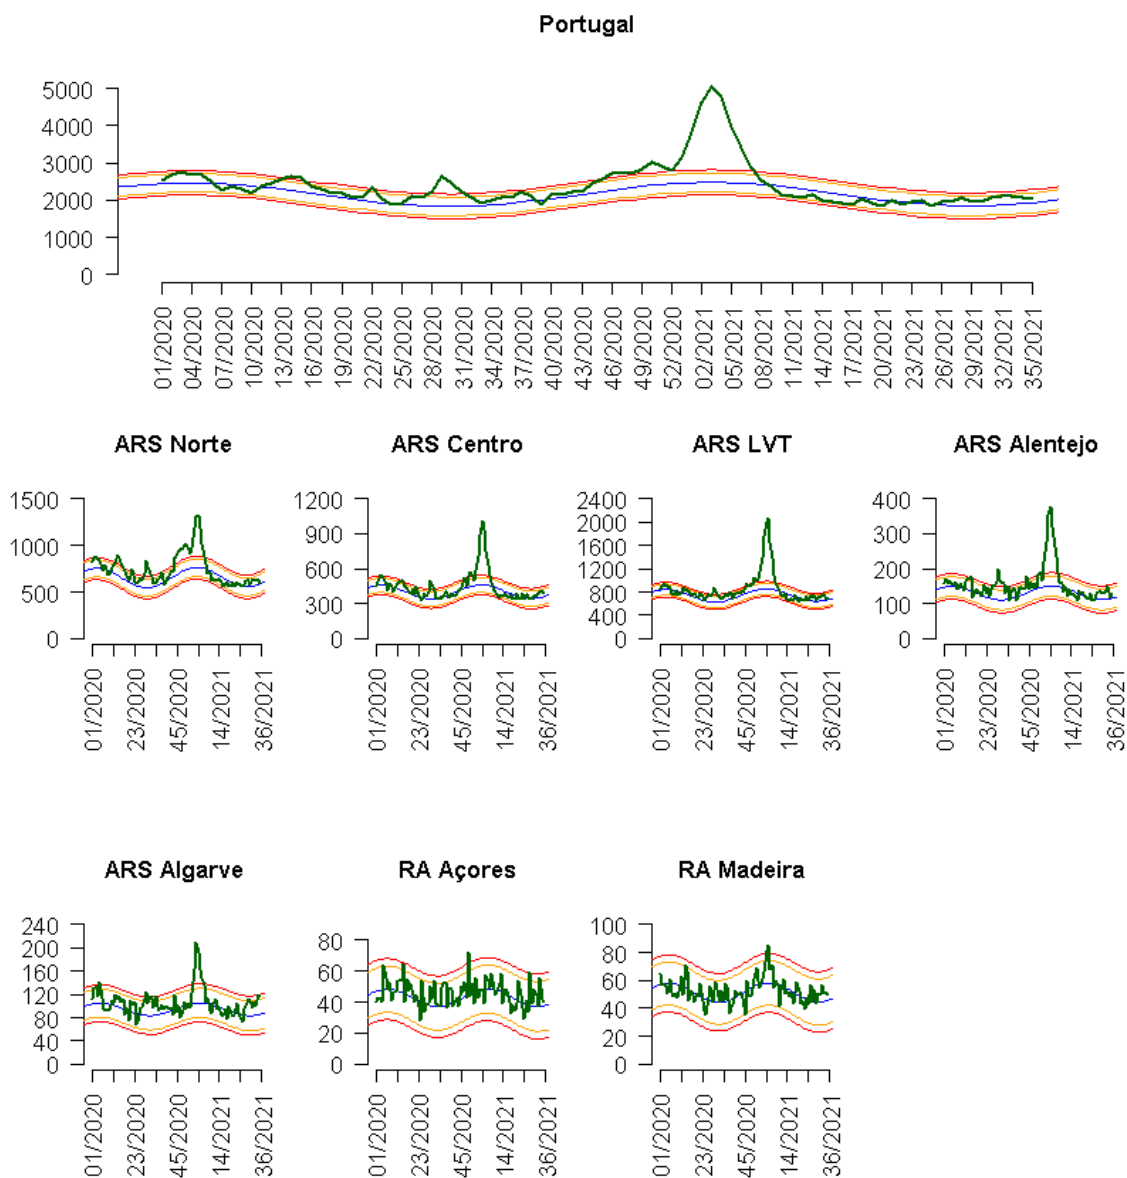 Portugal
5000
4000
3000
2000
1000
0
01/2020 04/2020 07/2020 10/2020 13/2020 16/2020 19/2020 22/2020 25/2020 28/2020 31/2020 34/2020 37/2020 40/2020 43/2020 46/2020 49/2020 52/2020 02/2021 05/2021 08/2021 11/2021 14/2021 17/2021 20/2021 23/2021 26/2021 29/2021 32/2021 35/2021
ARS Norte
1500
1000
500
0
01/2020 23/2020 45/2020 14/2021 36/2021
ARS Centro
1200
900
600
300
0
01/2020 23/2020 45/2020 14/2021 36/2021
ARS LVT
2400
2000
1600
1200
800
400
0
01/2020 23/2020 45/2020 14/2021 36/2021
ARS Alentejo
400
300
200
100
0
01/2020 23/2020 45/2020 14/2021 36/2021
ARS Algarve
240
200
160
120
80
40
0
01/2020 23/2020 45/2020 14/2021 36/2021
RA Açores
80
60
40
20
0
01/2020 23/2020 45/2020 14/2021 36/2021
RA Madeira
100
80
60
40
20
0
01/2020 23/2020 45/2020 14/2021 36/2021